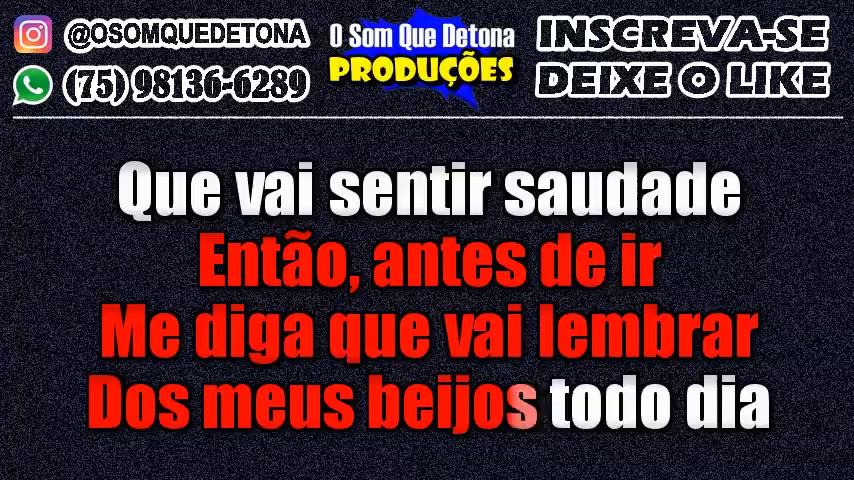 @OSOMQUEDETONA
(75) 98136-6289
O Som Que Detona
PRODUÇÕES
INSCREVA-SE
DEIXE O LIKE
Que vai sentir saudade
Então, antes de ir
Me diga que vai lembrar
Dos meus beijos todo dia